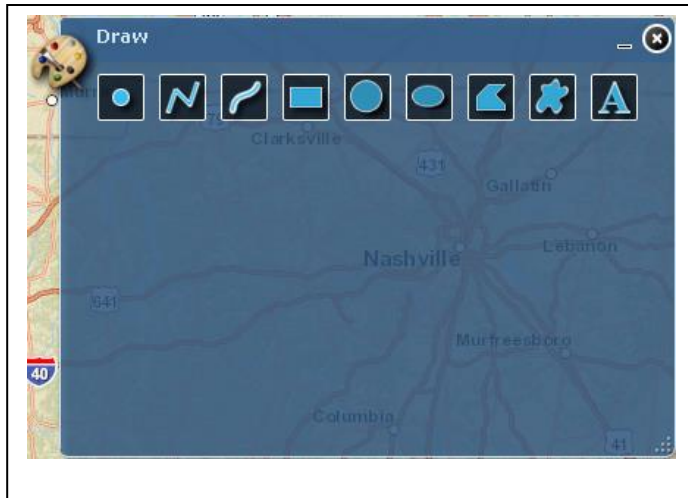 Draw
A
Clarksville
431
Gallatin
Nashville
Lebanon
641
Murfreesboro
40
Columbia
41